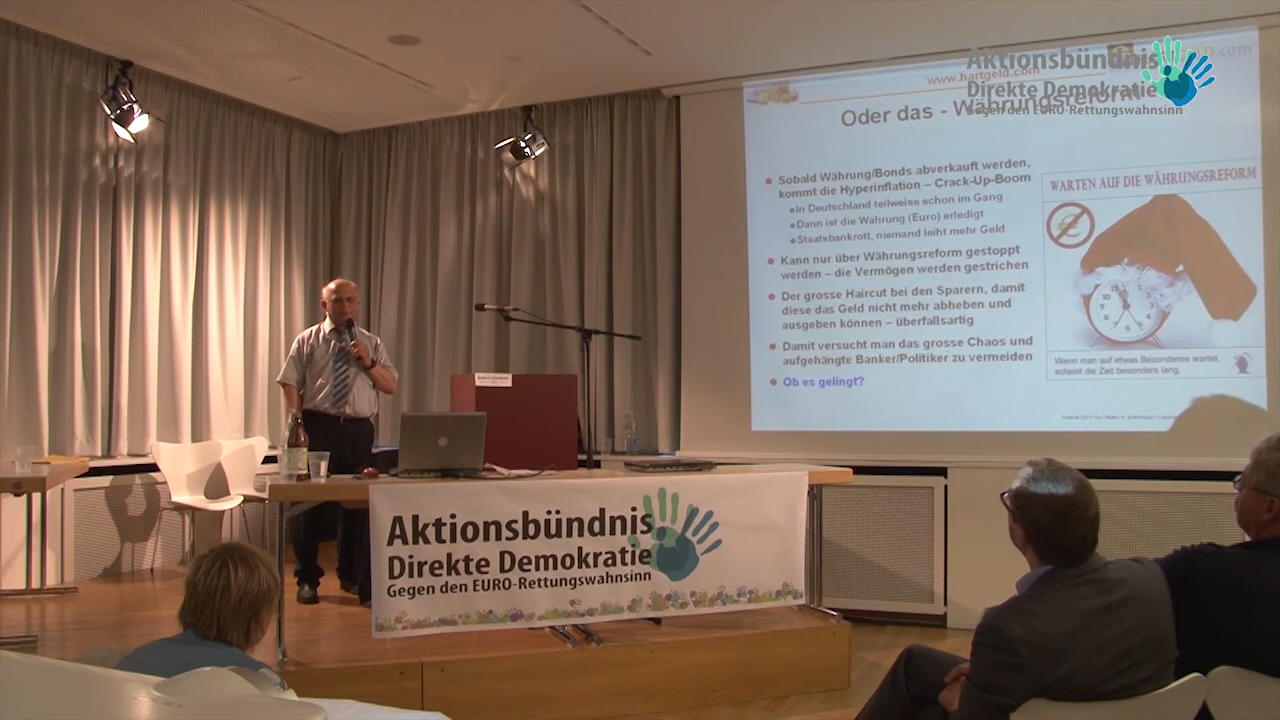 Aktionsbündnis
Direkte Demokratie
Gegen den EURO-Rettungswahnsinn
www.hartgeld.com
Oder das - Währungsreform
Sobald Währung/Bonds abverkauft werden,
kommt die Hyperinflation – Crack-Up-Boom
In Deutschland teilweise schon im Gang
Dann ist die Währung (Euro) erledigt
Staatsbankrott, niemand leiht mehr Geld
Kann nur über Währungsreform gestoppt
werden – die Vermögen werden gestrichen
Der grosse Haircut bei den Sparern, damit
diese das Geld nicht mehr abheben und
ausgeben können – überfallsartig
Damit versucht man das grosse Chaos und
aufgehängte Banker/Politiker zu vermeiden
Ob es gelingt?
WARTEN AUF DIE WÄHRUNGSREFORM
Wenn man auf etwas Besonderes wartet,
scheint die Zeit besonders lang.
Aktionsbündnis
Direkte Demokratie
Gegen den EURO-Rettungswahnsinn